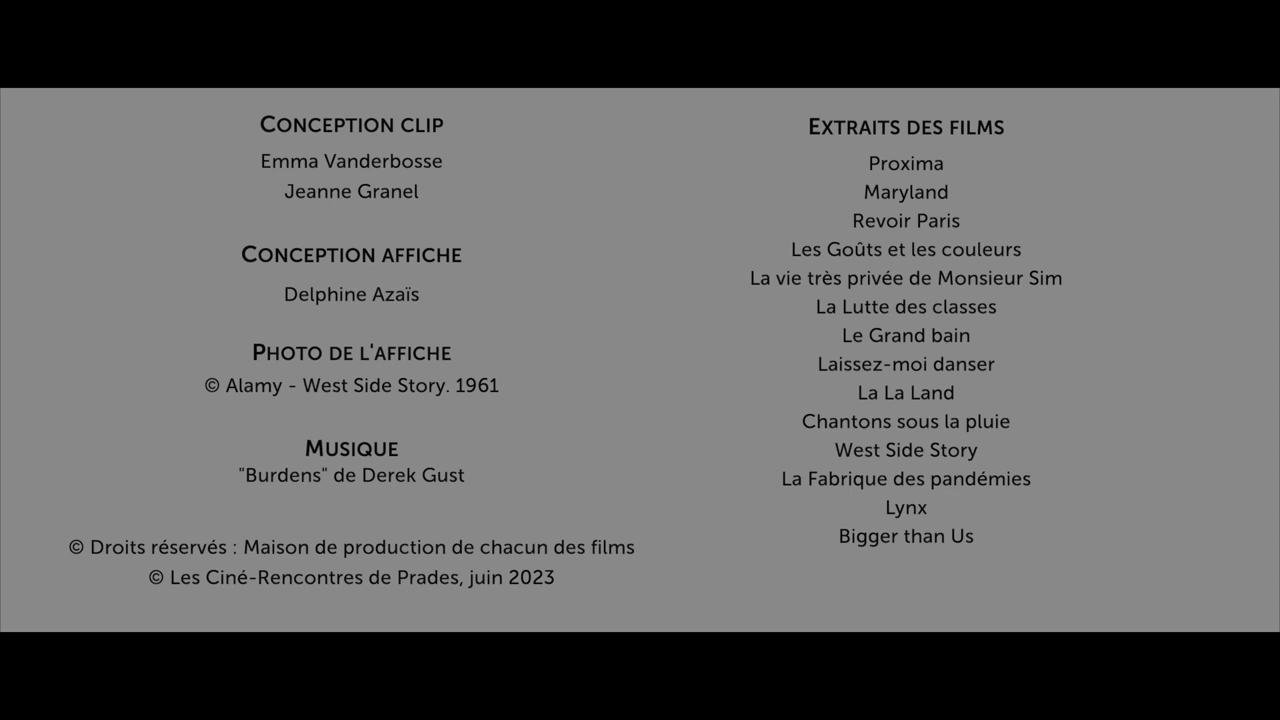 CONCEPTION CLIP
Emma Vanderbosse
Jeanne Granel
CONCEPTION AFFICHE
Delphine Azaïs
PHOTO DE L'AFFICHE
© Alamy - West Side Story. 1961
MUSIQUE
"Burdens" de Derek Gust
© Droits réservés : Maison de production de chacun des films
© Les Ciné-Rencontres de Prades, juin 2023
EXTRAITS DES FILMS
Proxima
Maryland
Revoir Paris
Les Goûts et les couleurs
La vie très privée de Monsieur Sim
La Lutte des classes
Le Grand bain
Laissez-moi danser
La La Land
Chantons sous la pluie
West Side Story
La Fabrique des pandémies
Lynx
Bigger than Us